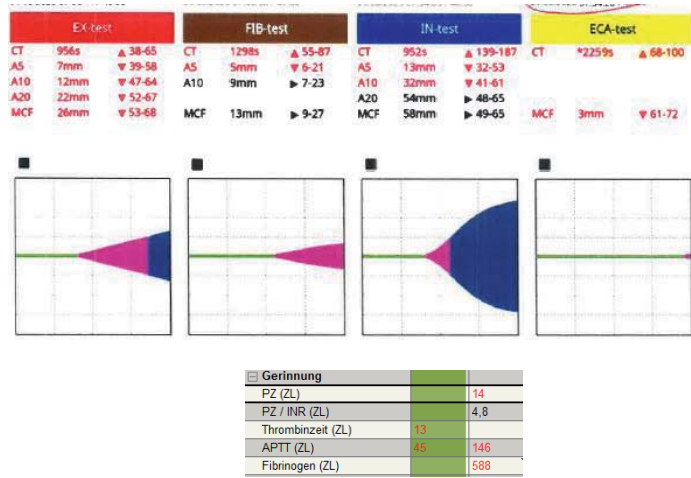 EX-test
CT 956s ▲ 38-65
A5 7mm ▼ 39-58
A10 12mm ▼ 47-64
A20 22mm ▼ 52-67
MCF 26mm ▼ 53-68
FIB-test
CT 1298s ▲ 55-87
A5 5mm ▼ 6-21
A10 9mm ▶ 7-23
MCF 13mm ▶ 9-27
IN-test
CT 952s ▲ 139-187
A5 13mm ▼ 32-53
A10 32mm ▼ 41-61
A20 54mm ▶ 48-65
MCF 58mm ▶ 49-65
ECA-test
CT *2259s ▲ 68-100
MCF 3mm ▼ 61-72
Gerinnung
PZ (ZL) 14
PZ / INR (ZL) 4,8
Thrombinzeit (ZL) 13
APTT (ZL) 45 146
Fibrinogen (ZL) 588